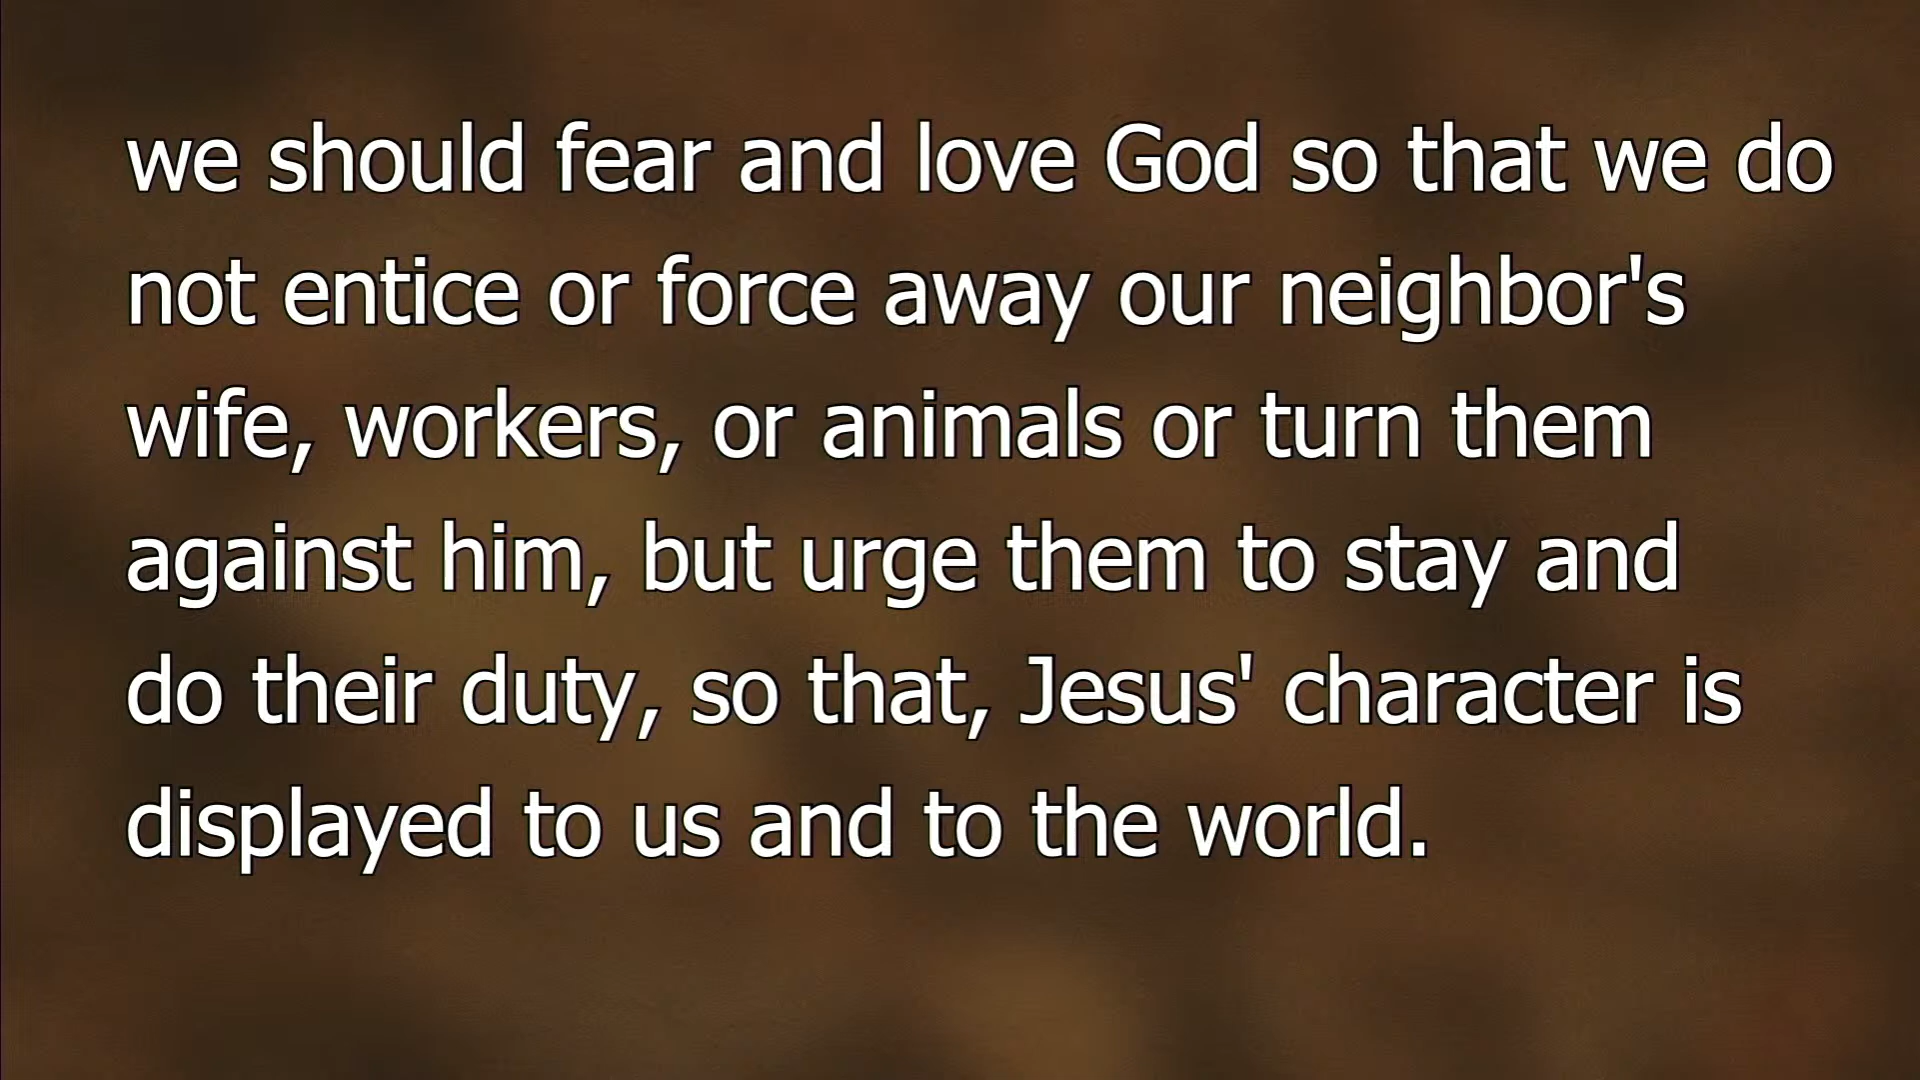 we should fear and love God so that we do
not entice or force away our neighbor's
wife, workers, or animals or turn them
against him, but urge them to stay and
do their duty, so that, Jesus' character is
displayed to us and to the world.